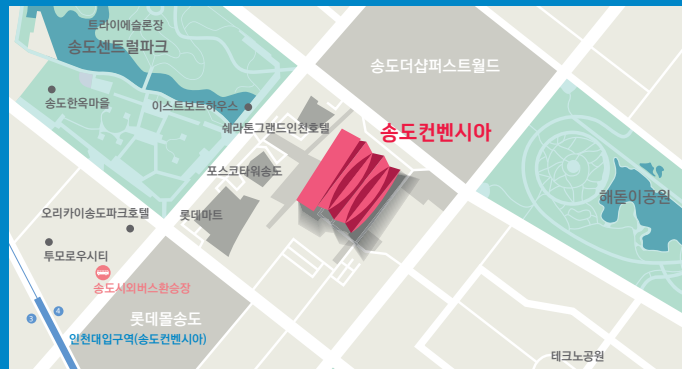 트라이에슬론장
송도센트럴파크
송도더샵퍼스트월드
송도한옥마을
이스트보트하우스
쉐라톤그랜드인천호텔
송도컨벤시아
포스코타워송도
해돋이공원
오리카이송도파크호텔
롯데마트
투모로우시티
송도시외버스환승장
3
4
롯데몰송도
인천대입구역(송도컨벤시아)
테크노공원